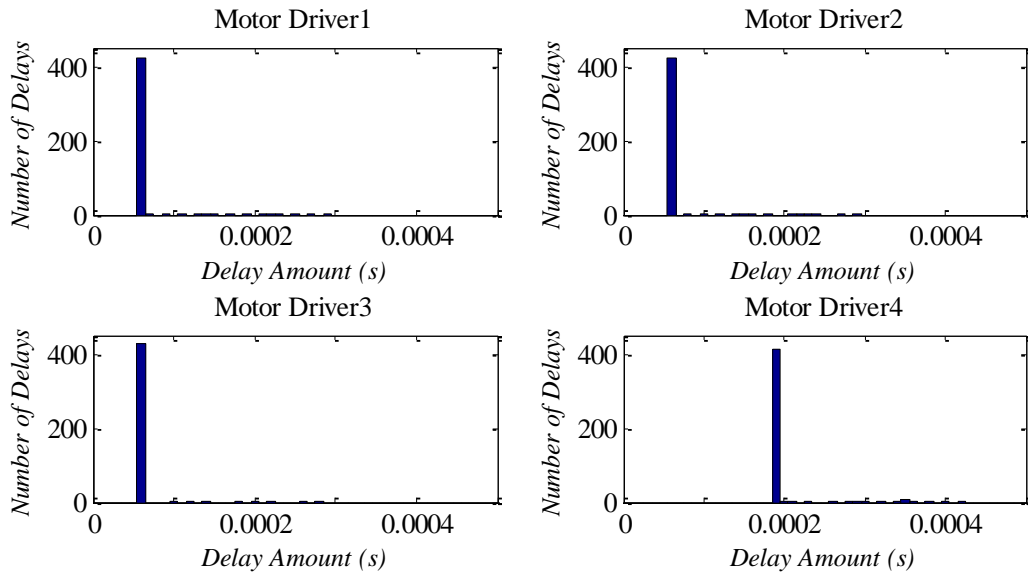 Motor Driver1
Number of Delays
400
200
0
0 0.0002 0.0004
Delay Amount (s)
Motor Driver2
Number of Delays
400
200
0
0 0.0002 0.0004
Delay Amount (s)
Motor Driver3
Number of Delays
400
200
0
0 0.0002 0.0004
Delay Amount (s)
Motor Driver4
Number of Delays
400
200
0
0 0.0002 0.0004
Delay Amount (s)